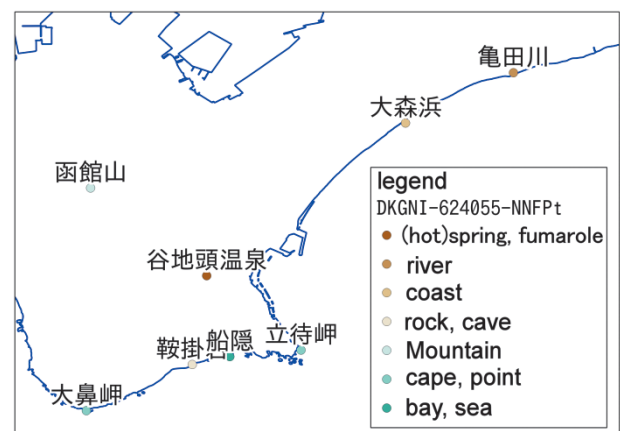 亀田川
大森浜
函館山
谷地頭温泉
立待岬
船隠
鞍掛
大鼻岬
legend
DKGNI-624055-NNFPt
(hot)spring, fumarole
river
coast
rock, cave
Mountain
cape, point
bay, sea